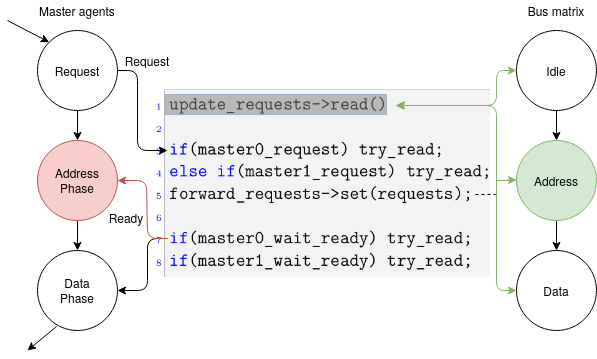 Master agents
Bus matrix
Request
Request
Idle
1 update_requests->read()
2
if(master0_request) try_read;
4 else if(master1_request) try_read;
5 forward_requests->set(requests);
Address
Phase
Address
Ready
7 if(master0_wait_ready) try_read;
8 if(master1_wait_ready) try_read;
Data
Phase
Data